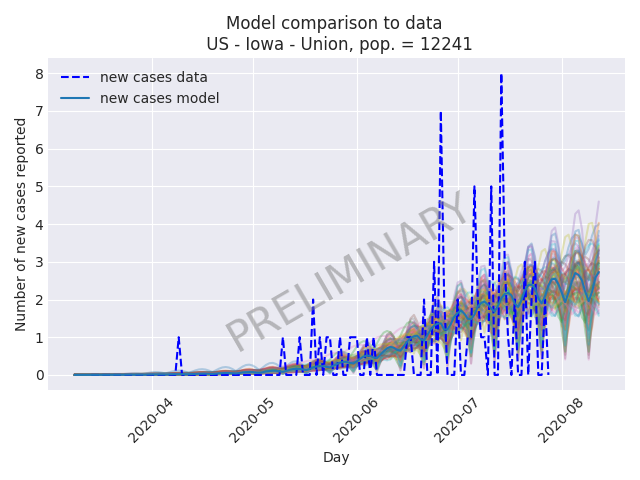 Model comparison to data
US - Iowa - Union, pop. = 12241
new cases data
new cases model
PRELIMINARY
Number of new cases reported
8
7
6
5
4
3
2
1
0
2020-04
2020-05
2020-06
2020-07
2020-08
Day